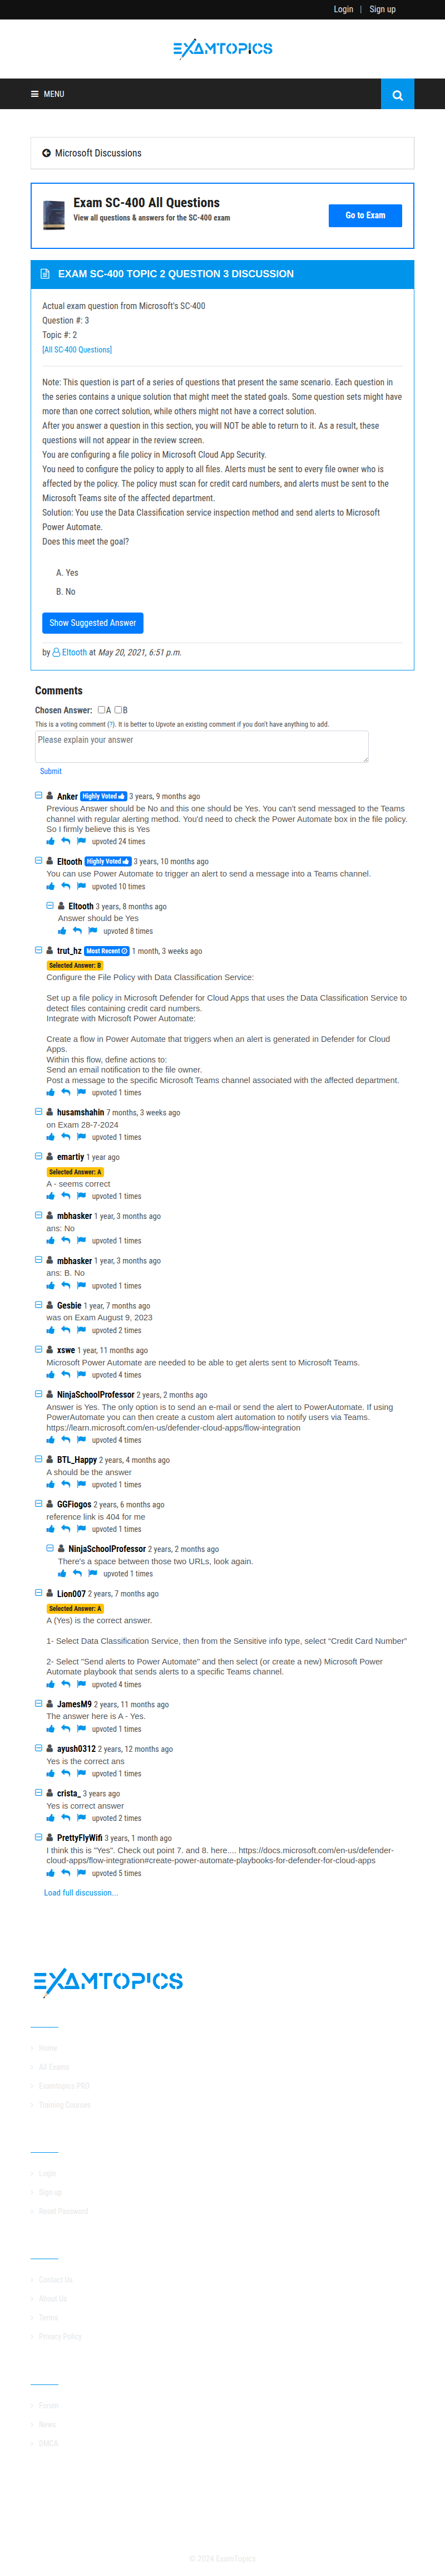 Login | Sign up
EXAMTOPICS
MENU
Microsoft Discussions
Exam SC-400 All Questions
View all questions & answers for the SC-400 exam
Go to Exam
EXAM SC-400 TOPIC 2 QUESTION 3 DISCUSSION
Actual exam question from Microsoft's SC-400
Question #: 3
Topic #: 2
[All SC-400 Questions]
Note: This question is part of a series of questions that present the same scenario. Each question in
the series contains a unique solution that might meet the stated goals. Some question sets might have
more than one correct solution, while others might not have a correct solution.
After you answer a question in this section, you will NOT be able to return to it. As a result, these
questions will not appear in the review screen.
You are configuring a file policy in Microsoft Cloud App Security.
You need to configure the policy to apply to all files. Alerts must be sent to every file owner who is
affected by the policy. The policy must scan for credit card numbers, and alerts must be sent to the
Microsoft Teams site of the affected department.
Solution: You use the Data Classification service inspection method and send alerts to Microsoft
Power Automate.
Does this meet the goal?
A. Yes
B. No
Show Suggested Answer
by Eltooth at May 20, 2021, 6:51 p.m.
Comments
Chosen Answer: A B
This is a voting comment (?). It is better to Upvote an existing comment if you don't have anything to add.
Please explain your answer
Submit
Anker Highly Voted 3 years, 9 months ago
Previous Answer should be No and this one should be Yes. You can't send messaged to the Teams
channel with regular alerting method. You'd need to check the Power Automate box in the file policy.
So I firmly believe this is Yes
upvoted 24 times
Eltooth Highly Voted 3 years, 10 months ago
You can use Power Automate to trigger an alert to send a message into a Teams channel.
upvoted 10 times
Eltooth 3 years, 8 months ago
Answer should be Yes
upvoted 8 times
trut_hz Most Recent 1 month, 3 weeks ago
Selected Answer: B
Configure the File Policy with Data Classification Service:
Set up a file policy in Microsoft Defender for Cloud Apps that uses the Data Classification Service to
detect files containing credit card numbers.
Integrate with Microsoft Power Automate:
Create a flow in Power Automate that triggers when an alert is generated in Defender for Cloud
Apps.
Within this flow, define actions to:
Send an email notification to the file owner.
Post a message to the specific Microsoft Teams channel associated with the affected department.
upvoted 1 times
husamshahin 7 months, 3 weeks ago
on Exam 28-7-2024
upvoted 1 times
emartiy 1 year ago
Selected Answer: A
A - seems correct
upvoted 1 times
mbhasker 1 year, 3 months ago
ans: No
upvoted 1 times
mbhasker 1 year, 3 months ago
ans: B. No
upvoted 1 times
Gesbie 1 year, 7 months ago
was on Exam August 9, 2023
upvoted 2 times
xswe 1 year, 11 months ago
Microsoft Power Automate are needed to be able to get alerts sent to Microsoft Teams.
upvoted 4 times
NinjaSchoolProfessor 2 years, 2 months ago
Answer is Yes. The only option is to send an e-mail or send the alert to PowerAutomate. If using
PowerAutomate you can then create a custom alert automation to notify users via Teams.
https://learn.microsoft.com/en-us/defender-cloud-apps/flow-integration
upvoted 4 times
BTL_Happy 2 years, 4 months ago
A should be the answer
upvoted 1 times
GGFiogos 2 years, 6 months ago
reference link is 404 for me
upvoted 1 times
NinjaSchoolProfessor 2 years, 2 months ago
There's a space between those two URLs, look again.
upvoted 1 times
Lion007 2 years, 7 months ago
Selected Answer: A
A (Yes) is the correct answer.
1- Select Data Classification Service, then from the Sensitive info type, select "Credit Card Number"
2- Select "Send alerts to Power Automate" and then select (or create a new) Microsoft Power
Automate playbook that sends alerts to a specific Teams channel.
upvoted 4 times
JamesM9 2 years, 11 months ago
The answer here is A - Yes.
upvoted 1 times
ayush0312 2 years, 12 months ago
Yes is the correct ans
upvoted 1 times
crista_ 3 years ago
Yes is correct answer
upvoted 2 times
PrettyFlyWifi 3 years, 1 month ago
I think this is "Yes". Check out point 7. and 8. here.... https://docs.microsoft.com/en-us/defender-
cloud-apps/flow-integration#create-power-automate-playbooks-for-defender-for-cloud-apps
upvoted 5 times
Load full discussion...
EXAMTOPICS
Home
All Exams
Examtopics PRO
Training Courses
Login
Sign up
Reset Password
Contact Us
About Us
Terms
Privacy Policy
Forum
News
DMCA
© 2024 ExamTopics